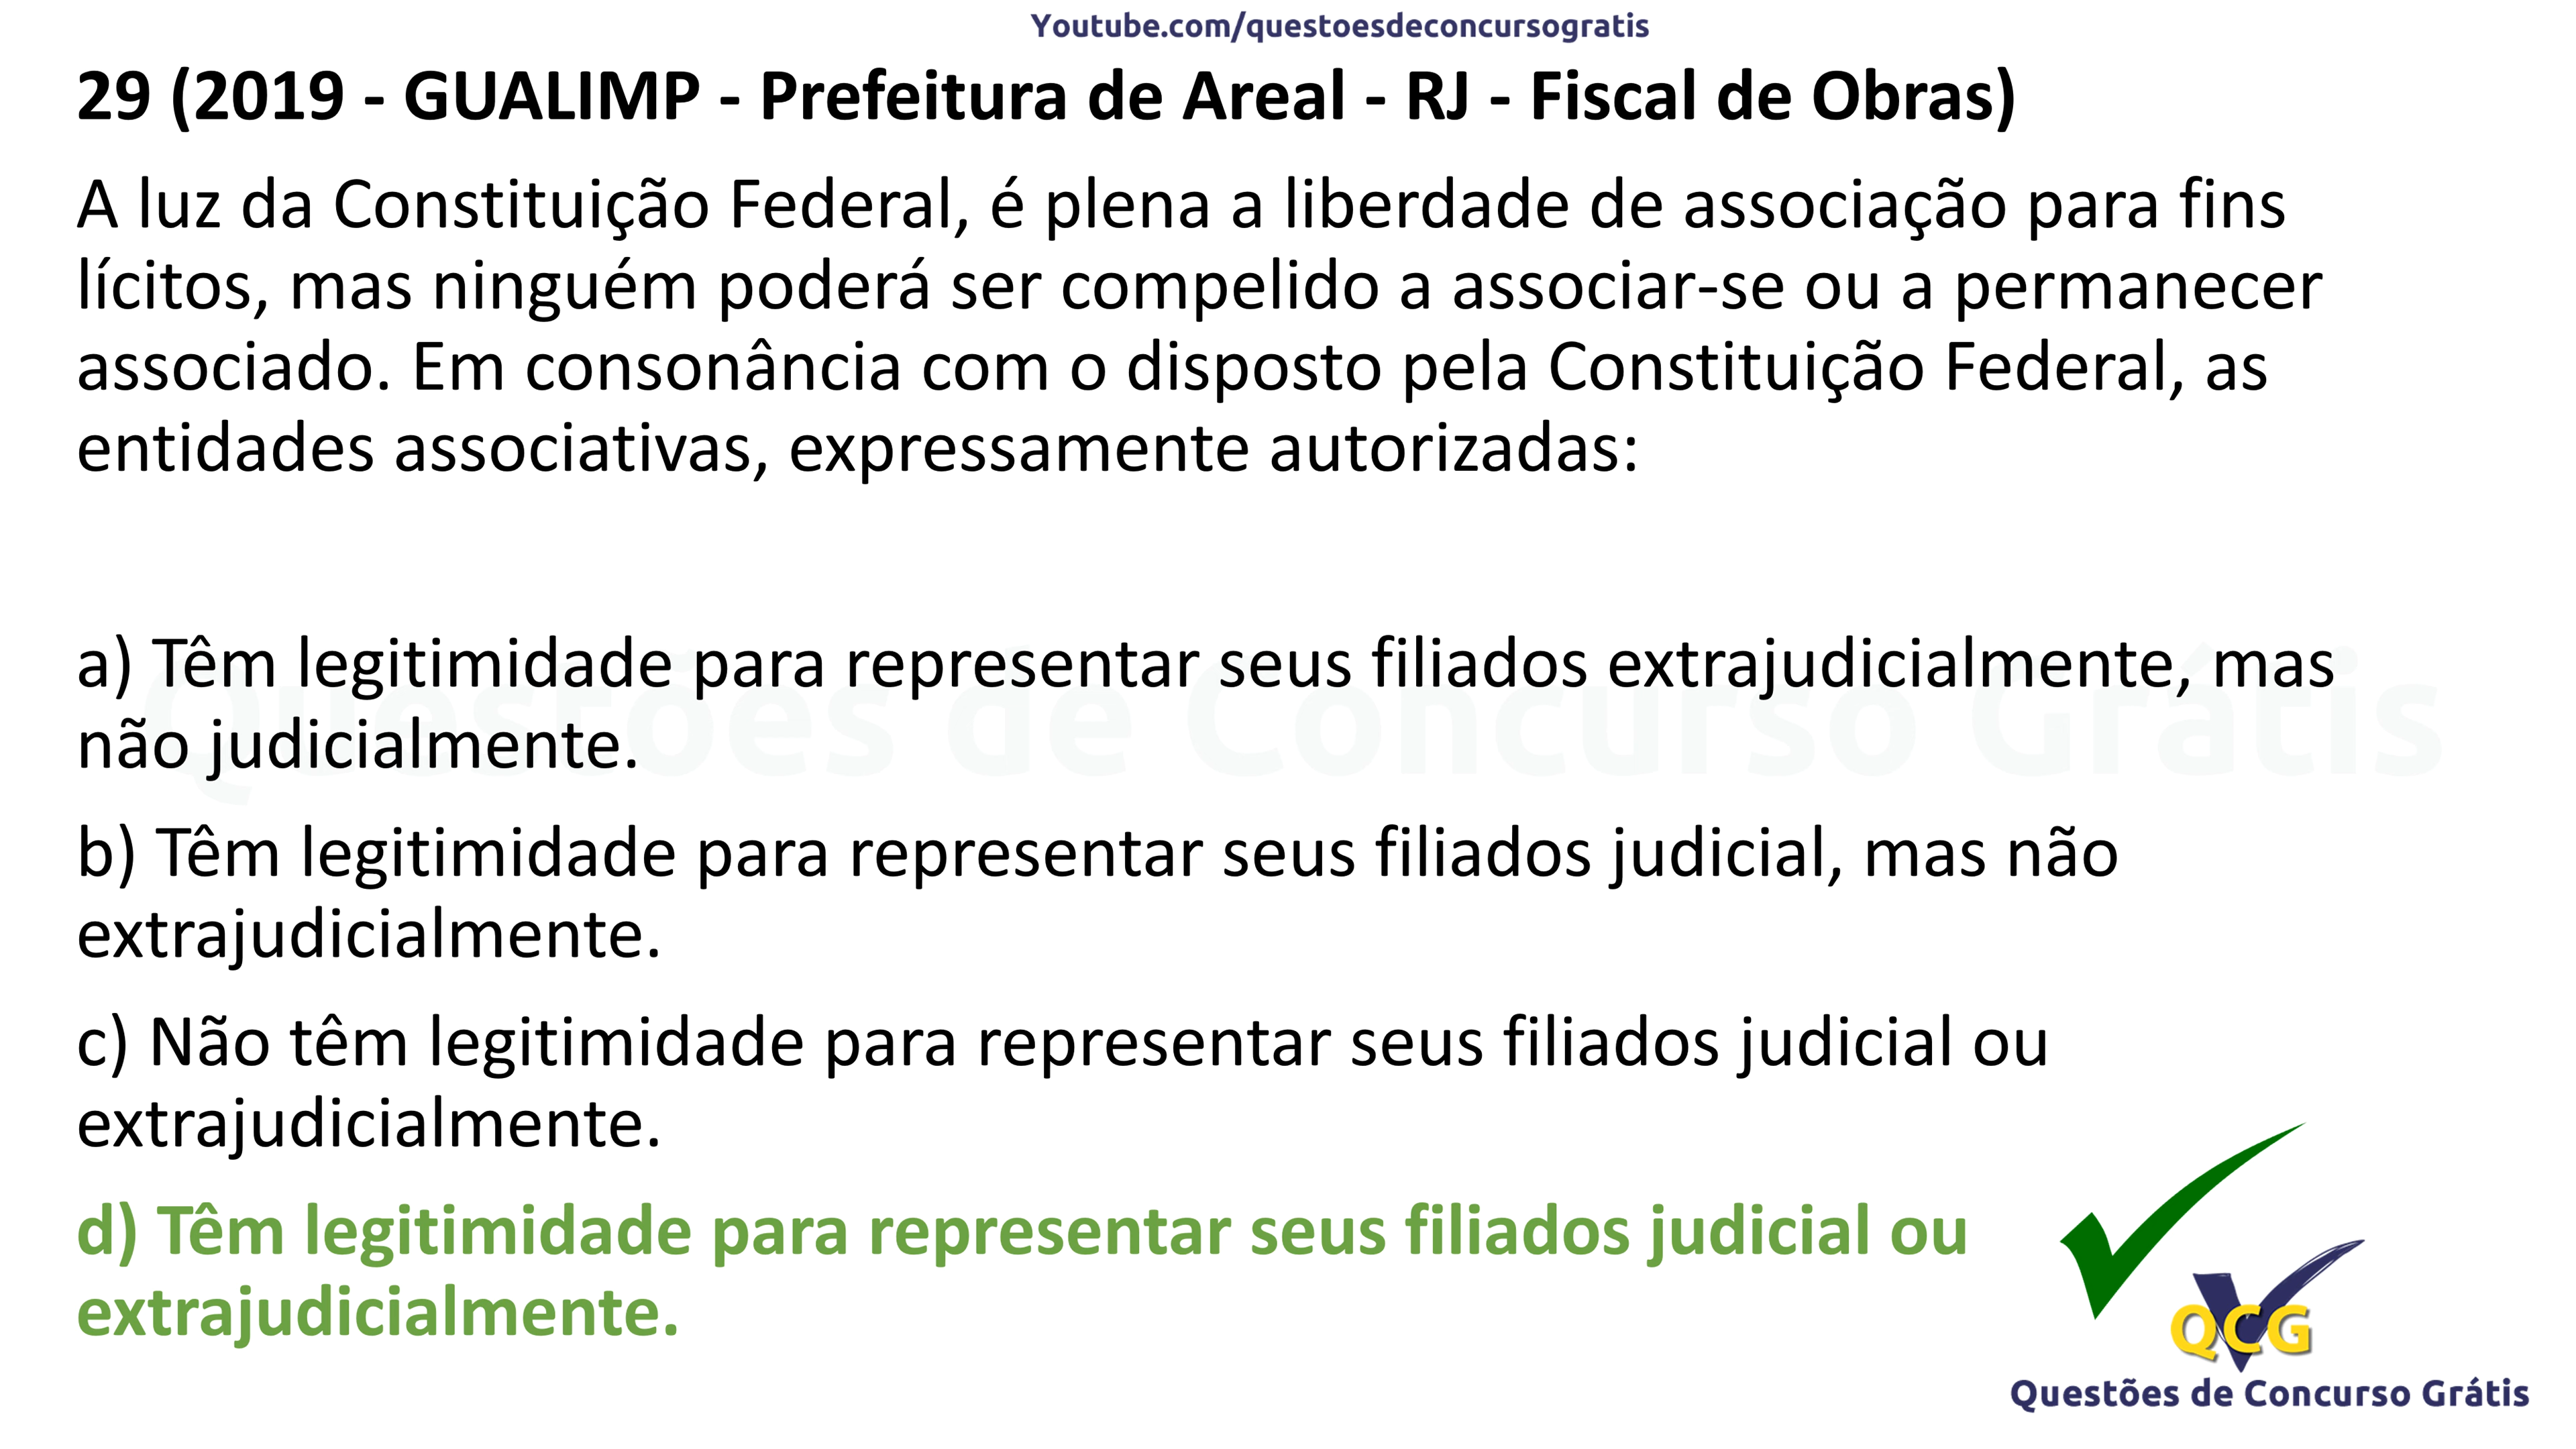 Youtube.com/questoesdeconcursogratis
29 (2019 - GUALIMP - Prefeitura de Areal - RJ - Fiscal de Obras)
A luz da Constituição Federal, é plena a liberdade de associação para fins
lícitos, mas ninguém poderá ser compelido a associar-se ou a permanecer
associado. Em consonância com o disposto pela Constituição Federal, as
entidades associativas, expressamente autorizadas:
a) Têm legitimidade para representar seus filiados extrajudicialmente, mas
não judicialmente.
Questões de Concurso Grátis
b) Têm legitimidade para representar seus filiados judicial, mas não
extrajudicialmente.
c) Não têm legitimidade para representar seus filiados judicial ou
extrajudicialmente.
d) Têm legitimidade para representar seus filiados judicial ou
extrajudicialmente.
QCG
Questões de Concurso Grátis